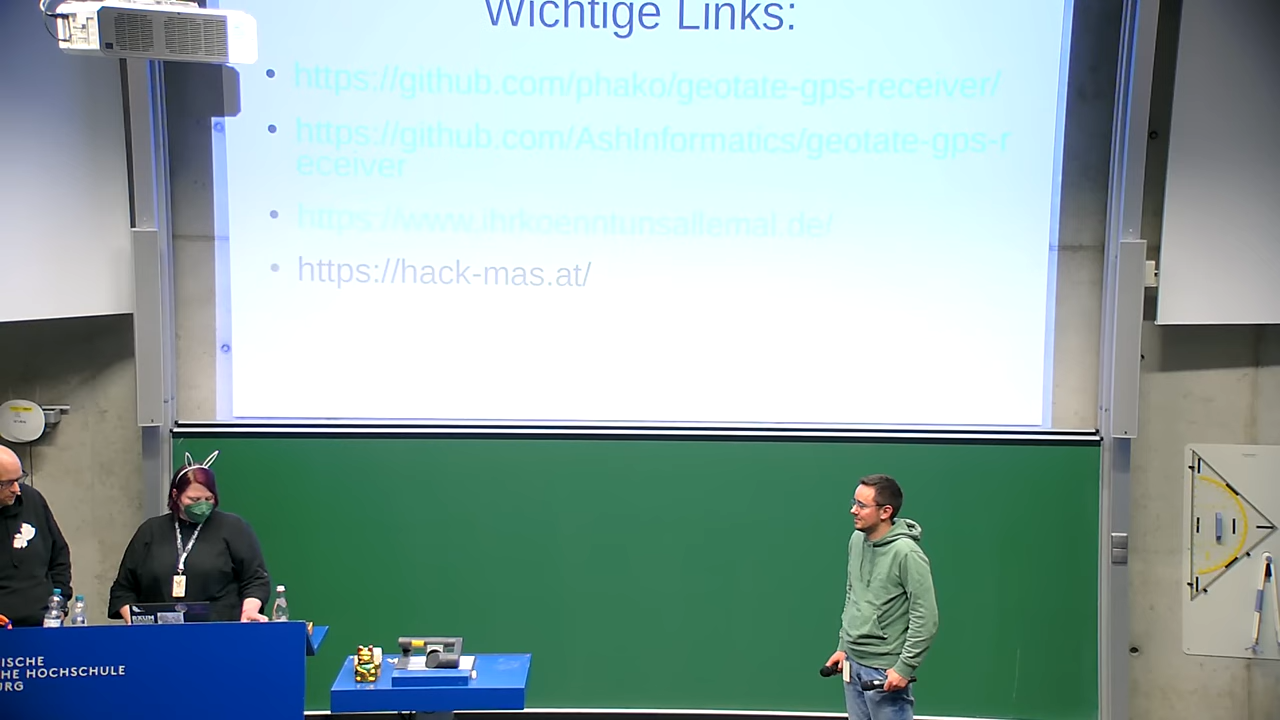 Wichtige Links:
https://github.com/phako/geotate-gps-receiver/
https://github.com/AshInformatics/geotate-gps-r
eceiver
https://www.ihrkoenntunsallemal.de/
https://hack-mas.at/
ISCHE
HE HOCHSCHULE
URG